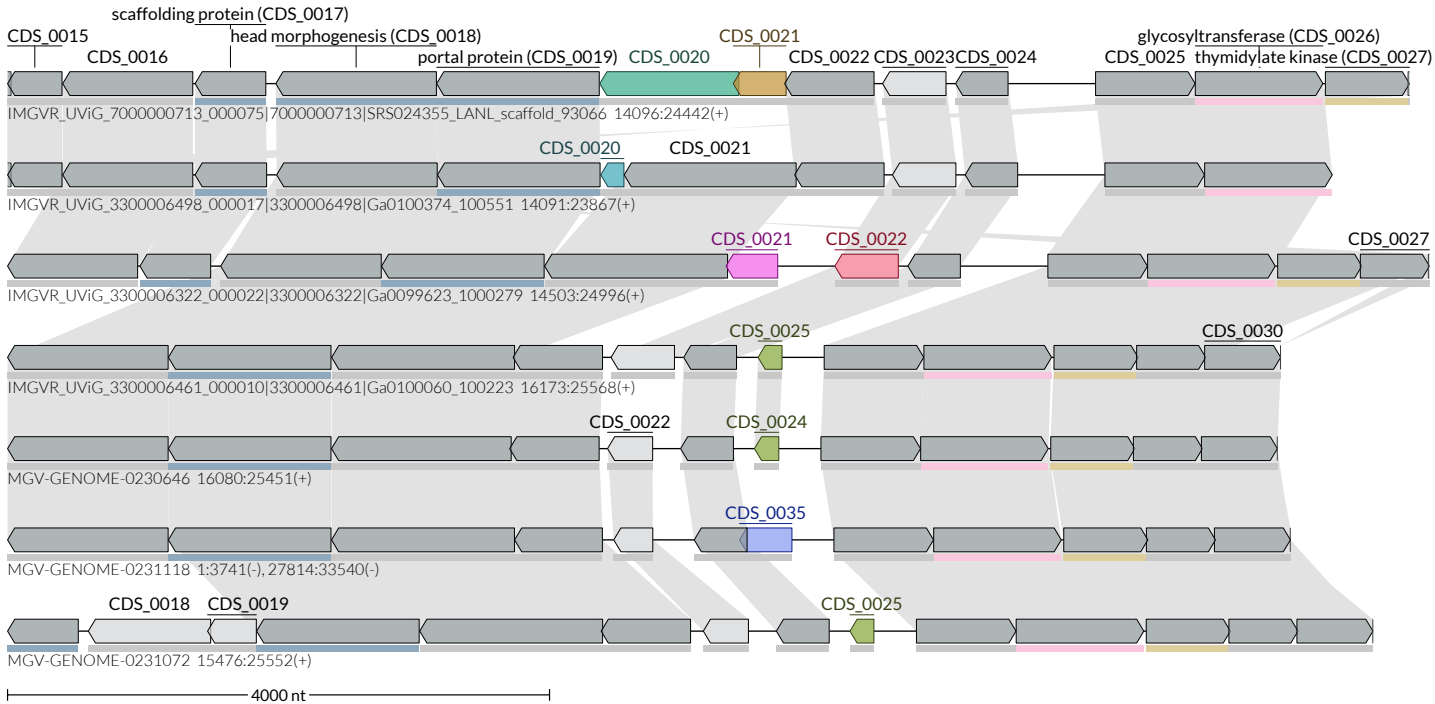 scaffolding protein (CDS_0017)
CDS_0015 head morphogenesis (CDS_0018) CDS_0021 glycosyltransferase (CDS_0026)
CDS_0016 portal protein (CDS_0019) CDS_0020 CDS_0022 CDS_0023 CDS_0024 CDS_0025 thymidylate kinase (CDS_0027)
IMGVR_UViG_7000000713_000075|7000000713|SRS024355_LANL_scaffold_93066 14096:24442(+)
CDS_0020 CDS_0021
IMGVR_UViG_3300006498_000017|3300006498|Ga0100374_100551 14091:23867(+)
CDS_0021 CDS_0022 CDS_0027
IMGVR_UViG_3300006322_000022|3300006322|Ga0099623_1000279 14503:24996(+)
CDS_0025 CDS_0030
IMGVR_UViG_3300006461_000010|3300006461|Ga0100060_100223 16173:25568(+)
CDS_0022 CDS_0024
MGV-GENOME-0230646 16080:25451(+)
CDS_0035
MGV-GENOME-0231118 1:3741(-), 27814:33540(-)
CDS_0018 CDS_0019 CDS_0025
MGV-GENOME-0231072 15476:25552(+)
4000 nt